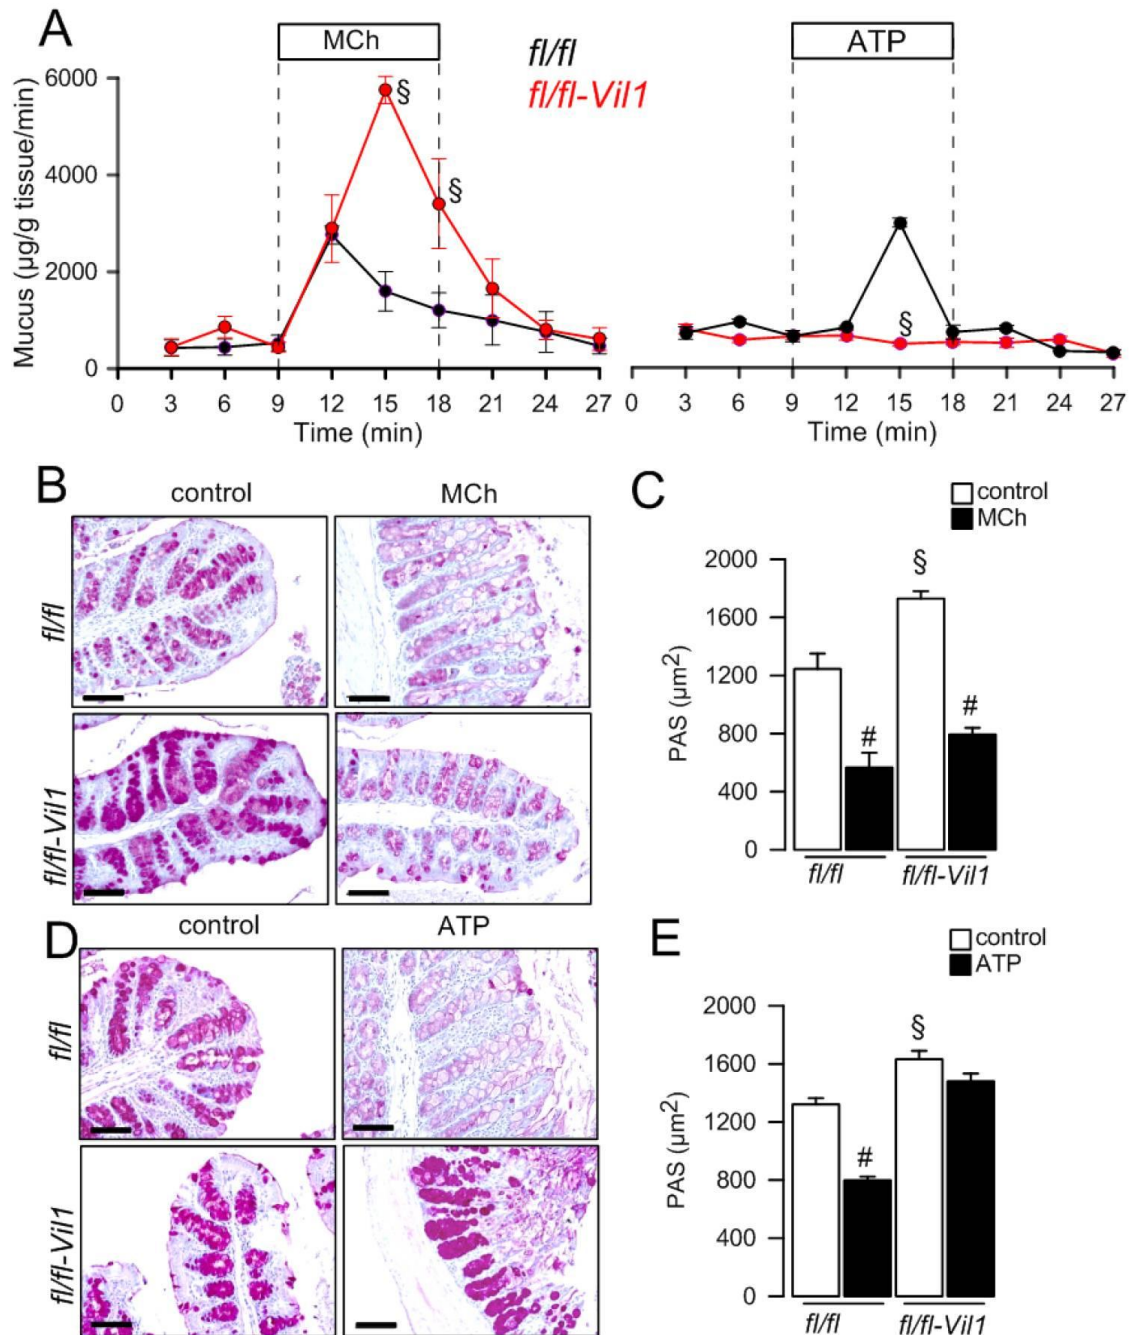 A
MCh
fl/fl
fl/fl-Vil1
ATP
Mucus (µg/g tissue/min)
6000
4000
2000
0
§
§
§
0 3 6 9 12 15 18 21 24 27
0 3 6 9 12 15 18 21 24 27
Time (min)
Time (min)
B
control
MCh
fl/fl
fl/fl-Vil1
C
control
MCh
PAS (µm²)
2000
1600
1200
800
400
0
§
#
#
fl/fl
fl/fl-Vil1
D
control
ATP
fl/fl
fl/fl-Vil1
E
control
ATP
PAS (µm²)
2000
1600
1200
800
400
0
§
#
fl/fl
fl/fl-Vil1